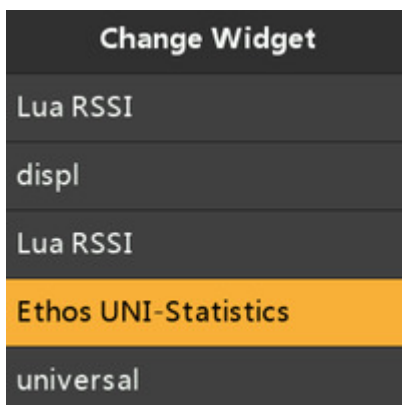 Change Widget
Lua RSSI
displ
Lua RSSI
Ethos UNI-Statistics
universal